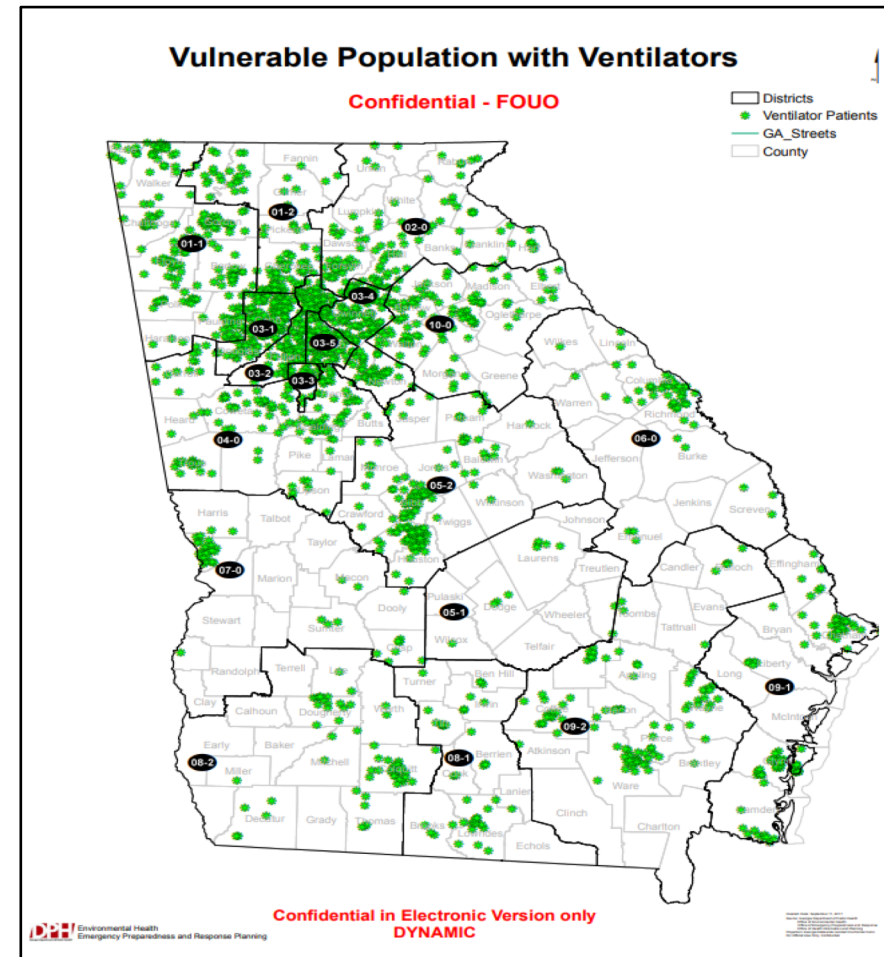 Vulnerable Population with Ventilators
Confidential - FOUO
Districts
Ventilator Patients
GA_Streets
County
Fannin
Union
Walker
White
Lumpkin
01-2
02-0
Pickens
01-1
Dawson
Banks
Franklin
Hart
03-4
Jackson
Madison
Elbert
Oglethorpe
03-1
10-0
03-5
Wilkes
Lincoln
Morgan
Greene
03-2
03-3
Newton
Columbia
Heard
Coweta
Butts
Jasper
Putnam
Hancock
Warren
Richmond
04-0
06-0
Pike
Lamar
Jefferson
Burke
Monroe
Jones
Baldwin
Washington
05-2
Upson
Crawford
Wilkinson
Jenkins
Screven
Harris
Talbot
Twiggs
Johnson
Emanuel
Taylor
Houston
Laurens
Treutlen
Candler
Bulloch
Effingham
07-0
Marion
Macon
Dooly
Pulaski
05-1
Dodge
Wheeler
Toombs
Evans
Tattnall
Bryan
Stewart
Sumter
Wilcox
Telfair
Crisp
Liberty
Randolph
Terrell
Lee
Turner
Ben Hill
Appling
Long
09-1
Clay
Calhoun
Dougherty
Worth
Irwin
09-2
McIntosh
Early
Baker
Atkinson
Pierce
08-2
Mitchell
08-1
Berrien
Brantley
Miller
Cook
Ware
Lanier
Decatur
Grady
Thomas
Brooks
Lowndes
Clinch
Camden
Echols
Charlton
Confidential in Electronic Version only
DYNAMIC
DPH
Environmental Health
Emergency Preparedness and Response Planning